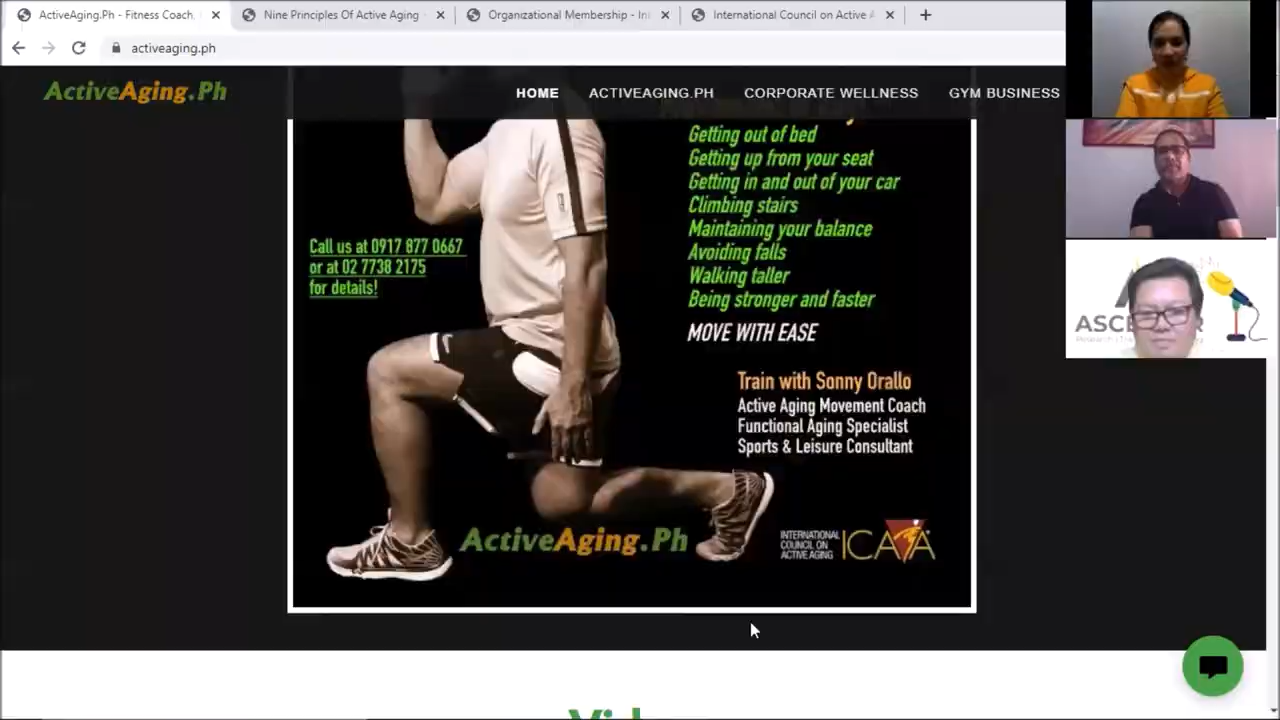 ActiveAging.Ph - Fitness Coach,
Nine Principles Of Active Aging
Organizational Membership - In
International Council on Active A
activeaging.ph
ActiveAging.Ph
HOME
ACTIVEAGING.PH
CORPORATE WELLNESS
GYM BUSINESS
Getting out of bed
Getting up from your seat
Getting in and out of your car
Climbing stairs
Maintaining your balance
Avoiding falls
Walking taller
Being stronger and faster
MOVE WITH EASE
Call us at 0917 877 0667
or at 02 7738 2175
for details!
Train with Sonny Orallo
Active Aging Movement Coach
Functional Aging Specialist
Sports & Leisure Consultant
ActiveAging.Ph
INTERNATIONAL
COUNCIL ON
ACTIVE AGING
ICAA